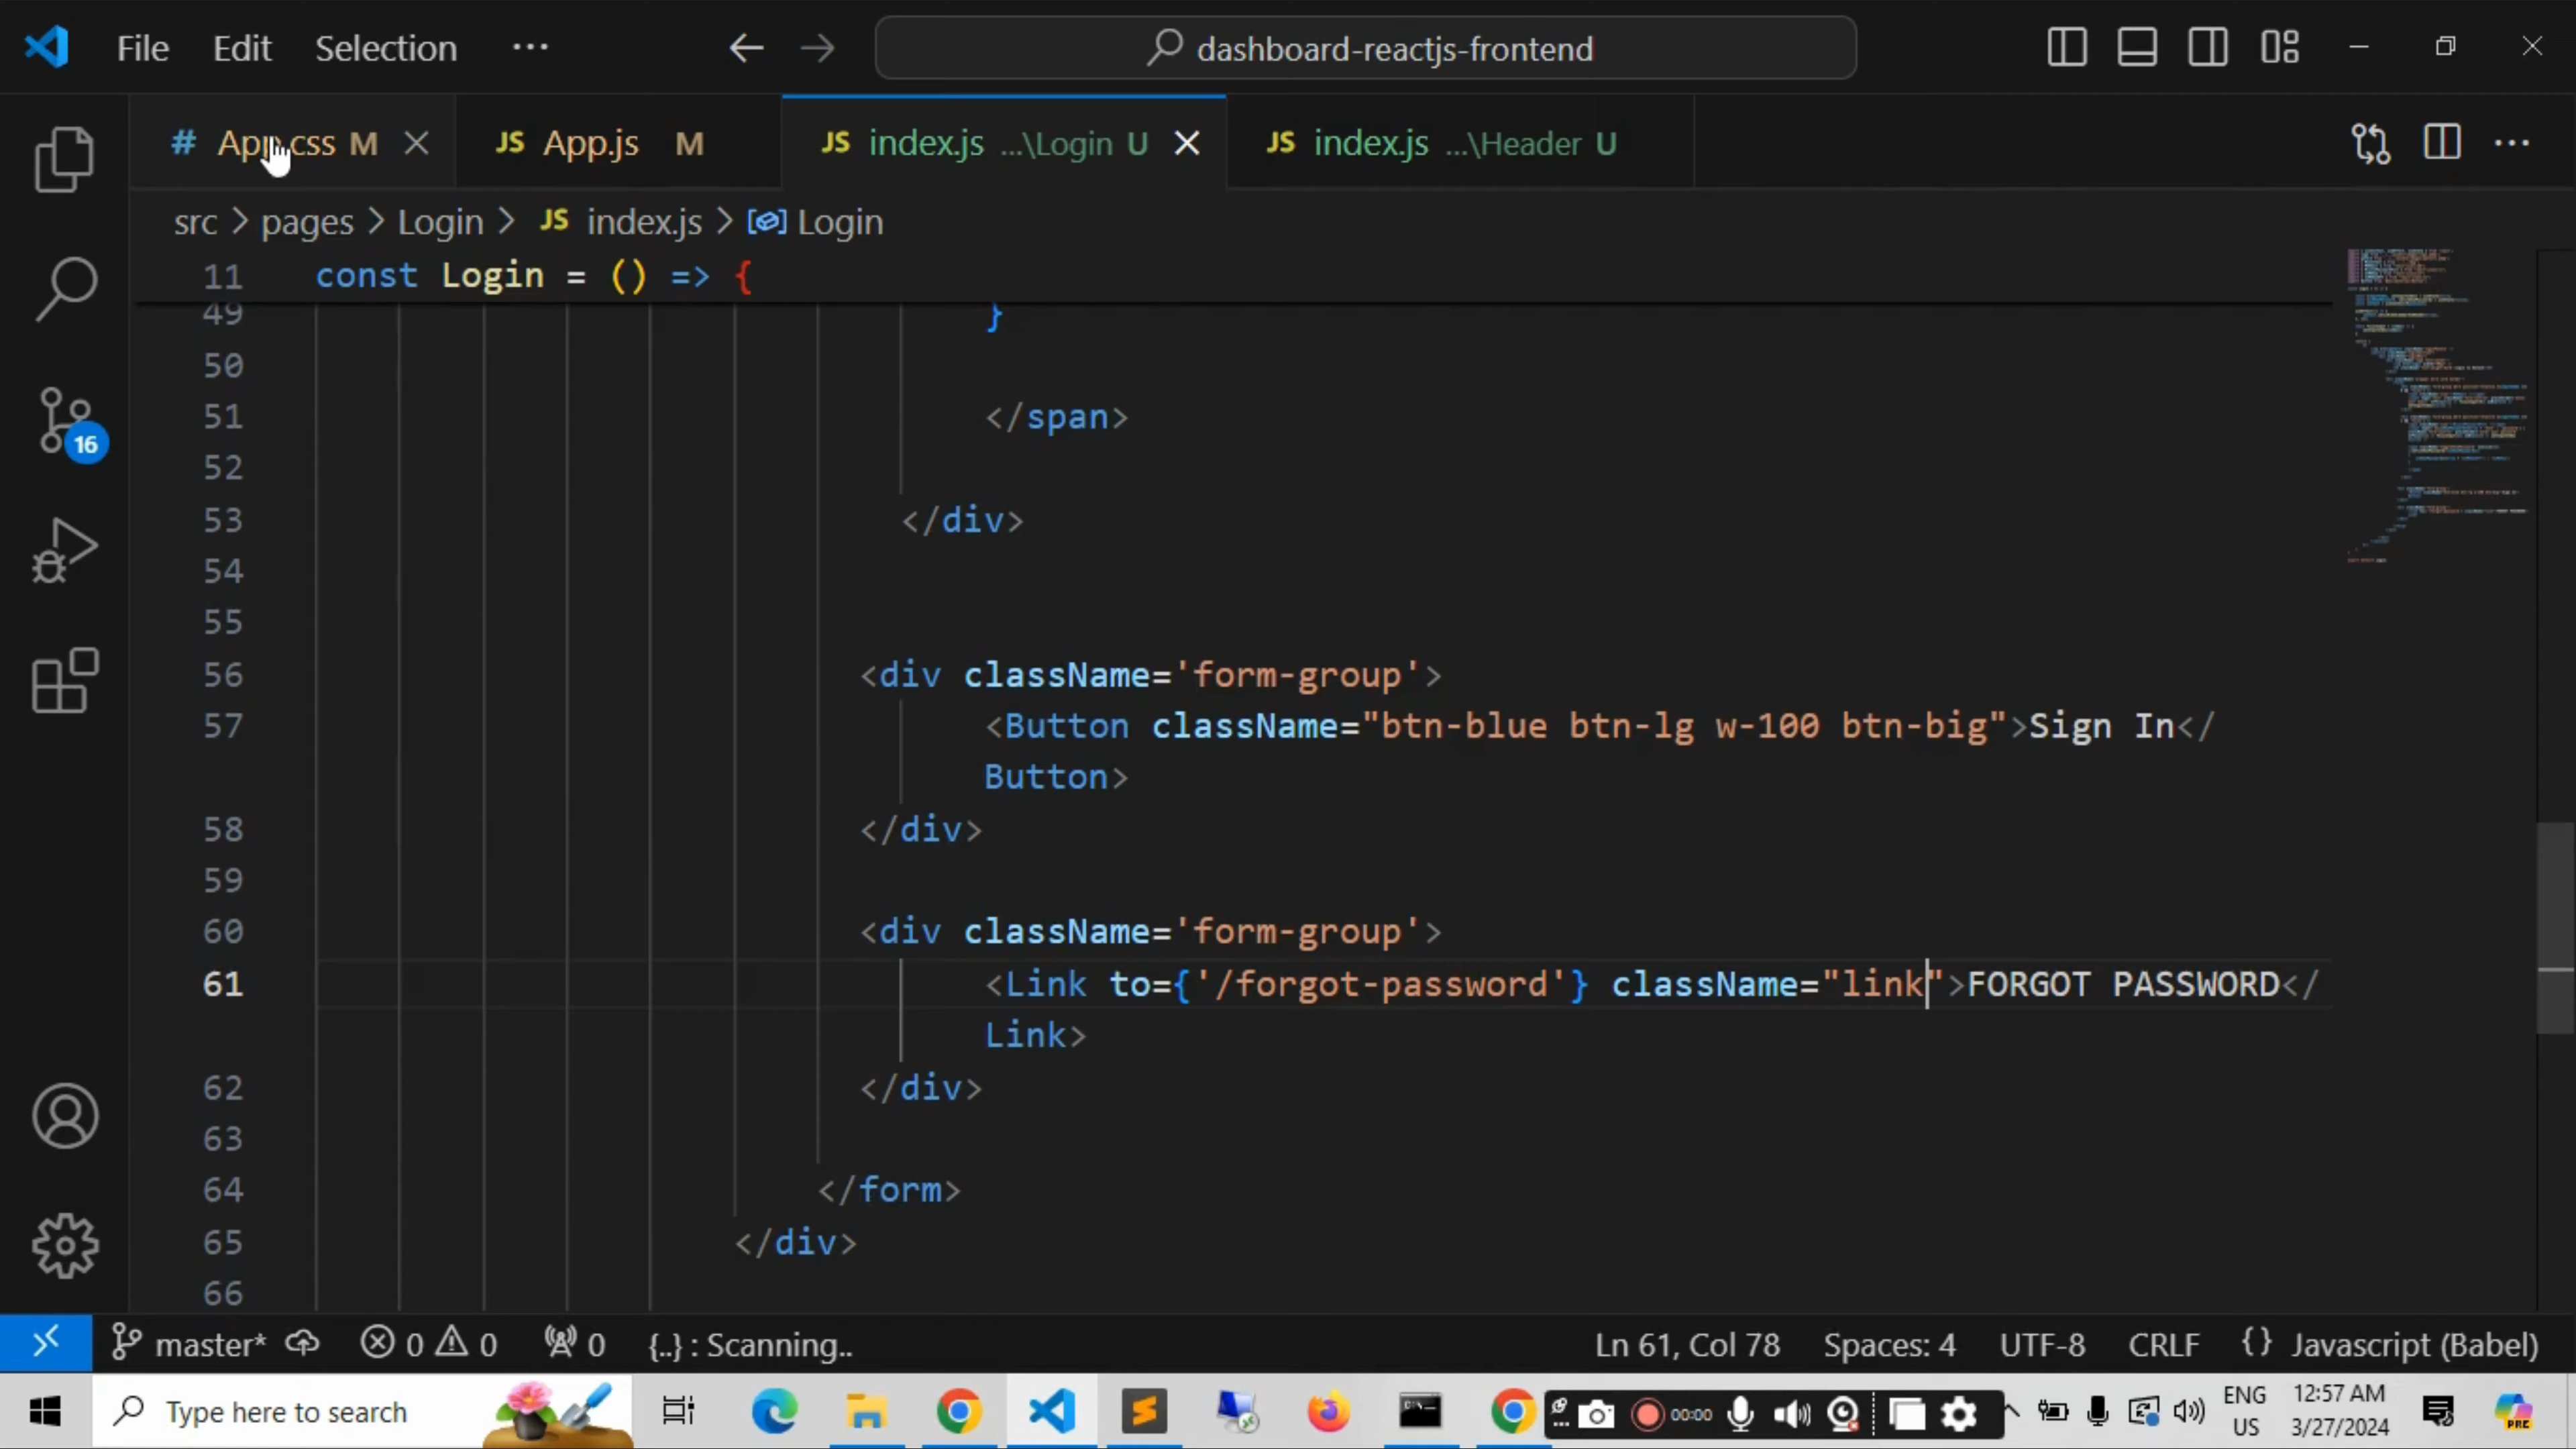 File Edit Selection ··· dashboard-reactjs-frontend
# App.css M JS App.js M JS index.js ...\Login U JS index.js ...\Header U
src > pages > Login > JS index.js > Login
11 const Login = () => {
49 }
50
51 </span>
52
53 </div>
54
55
56 <div className='form-group'>
57 <Button className="btn-blue btn-lg w-100 btn-big">Sign In</
Button>
58 </div>
59
60 <div className='form-group'>
61 <Link to={'/forgot-password'} className="link">FORGOT PASSWORD</
Link>
62 </div>
63
64 </form>
65 </div>
66
16
master* 0 0 0 {..} : Scanning.. Ln 61, Col 78 Spaces: 4 UTF-8 CRLF {} Javascript (Babel)
Type here to search 00:00 ENG 12:57 AM
US 3/27/2024
PRE